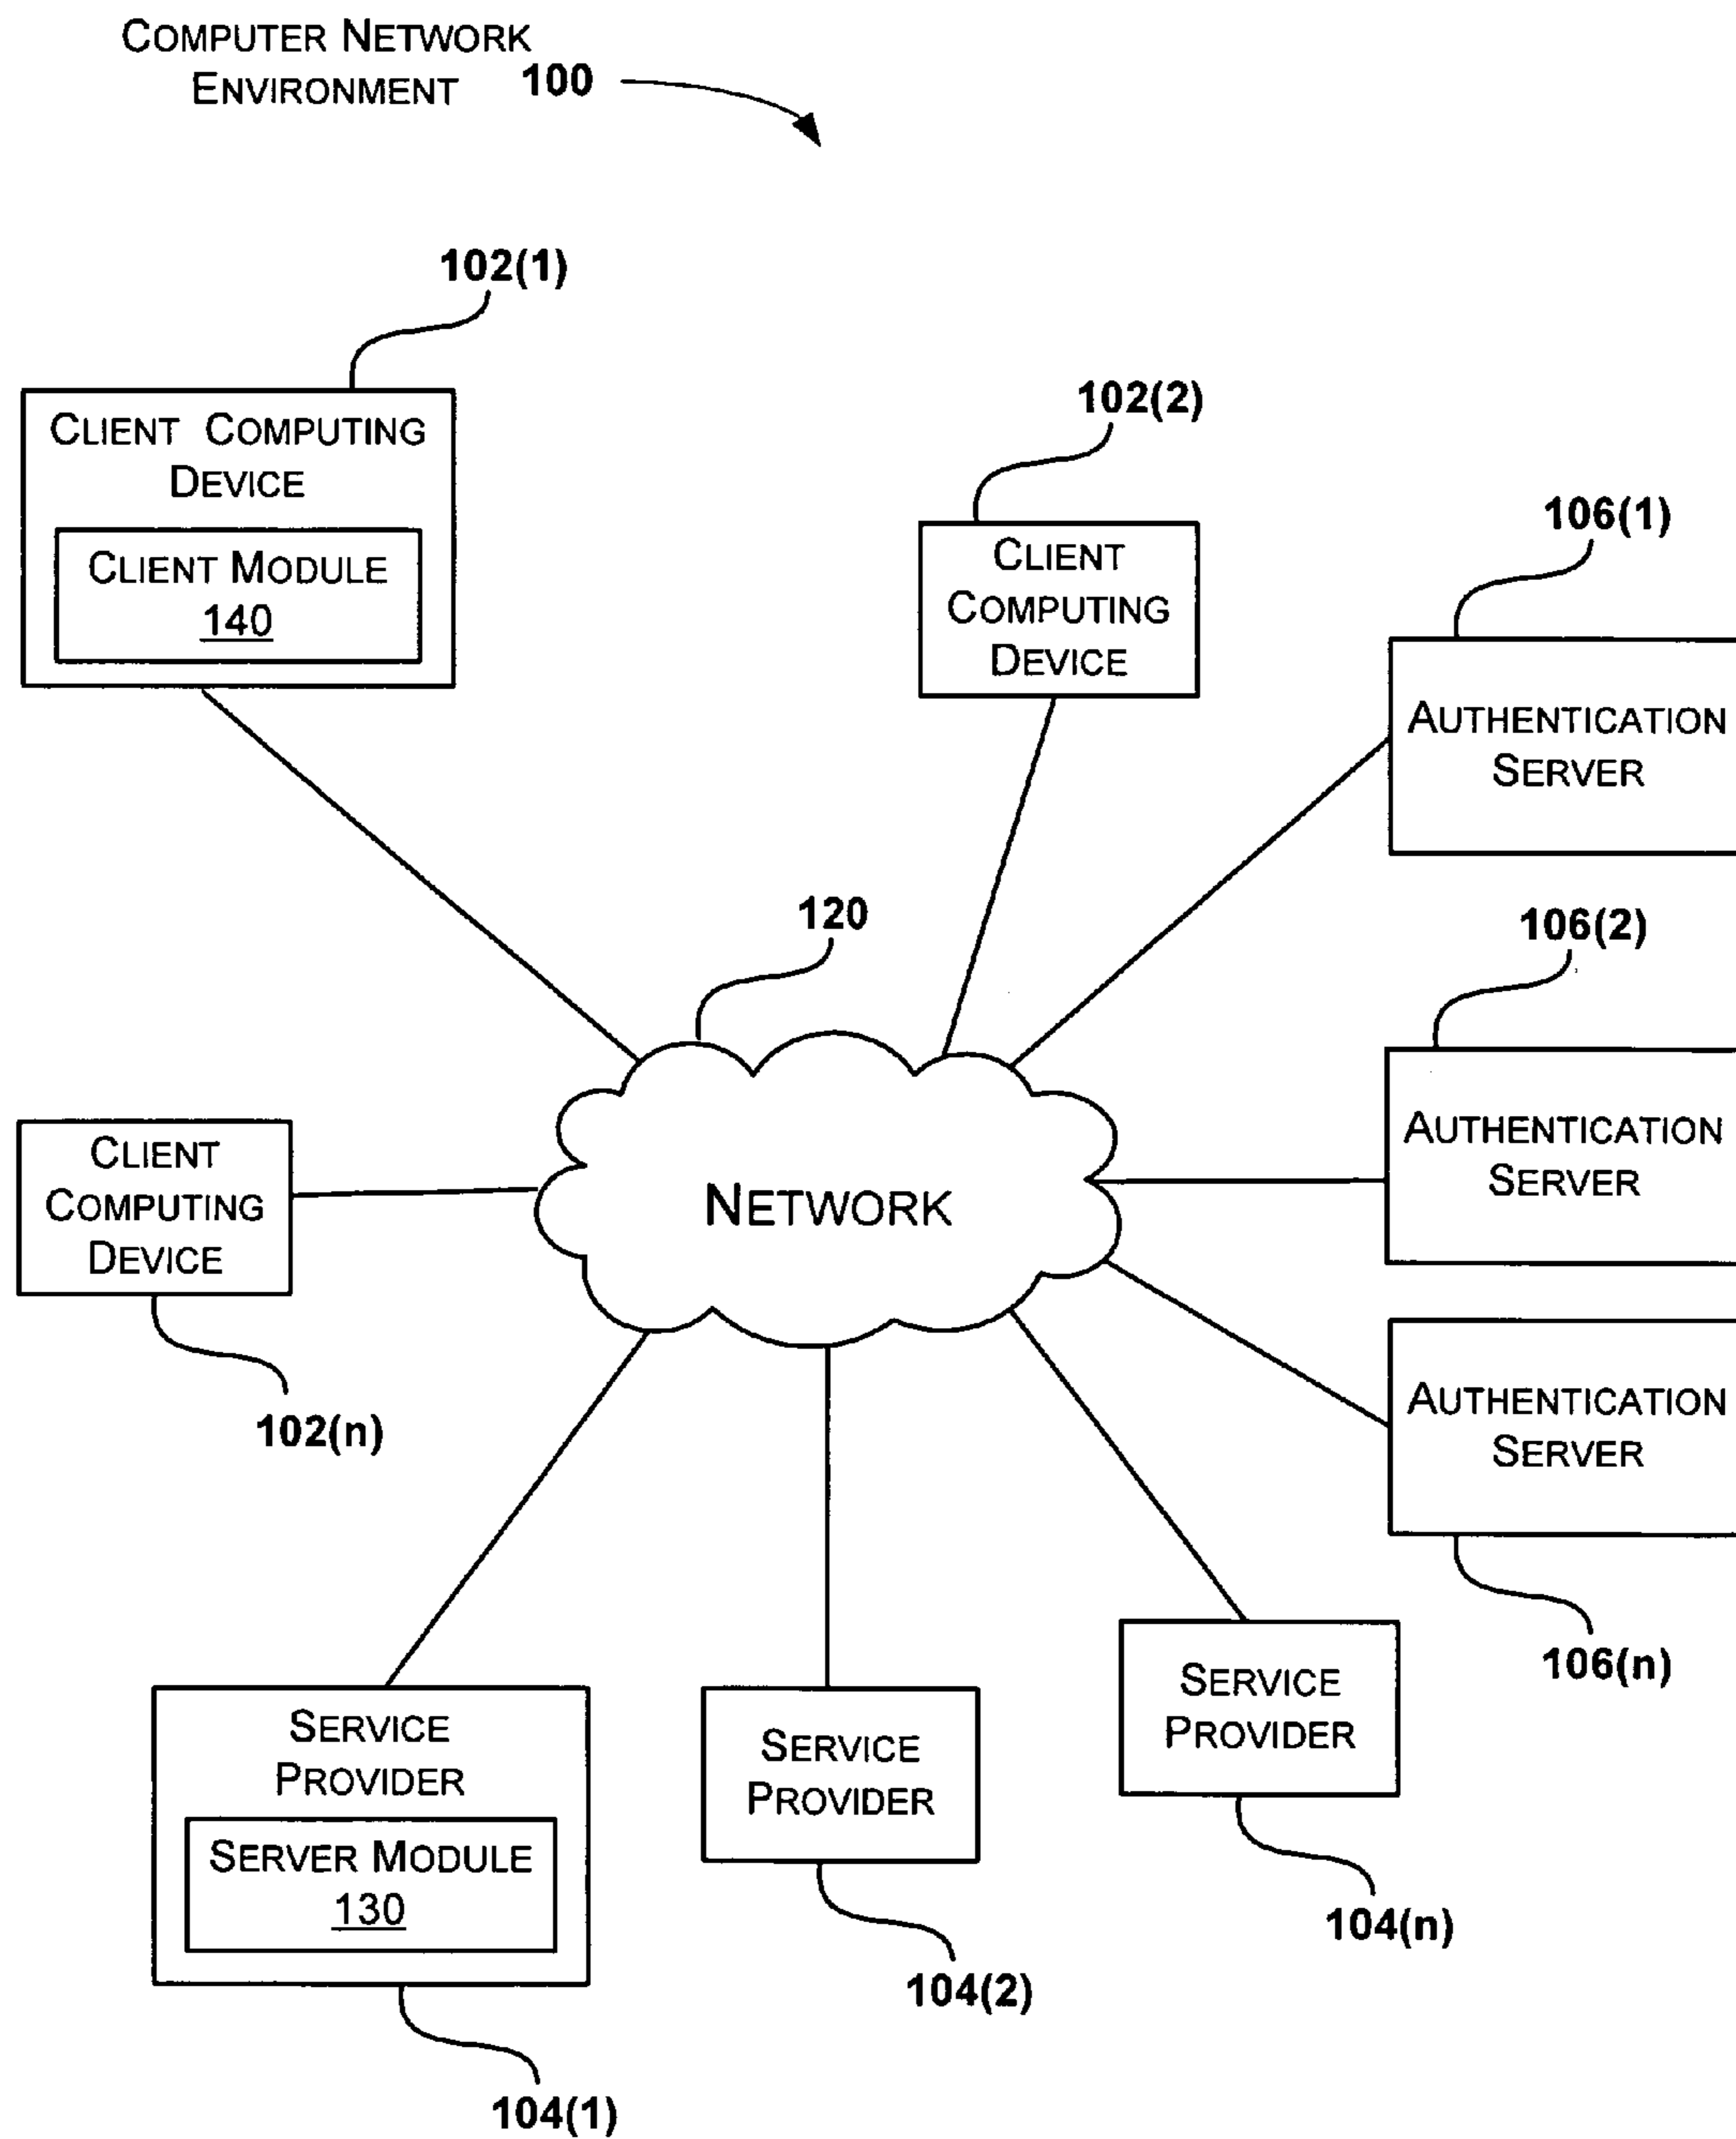 COMPUTER NETWORK
ENVIRONMENT 100
102(1)
CLIENT COMPUTING
DEVICE
CLIENT MODULE
140
102(2)
CLIENT
COMPUTING
DEVICE
106(1)
AUTHENTICATION
SERVER
120
106(2)
AUTHENTICATION
SERVER
NETWORK
CLIENT
COMPUTING
DEVICE
102(n)
AUTHENTICATION
SERVER
106(n)
SERVICE
PROVIDER
SERVER MODULE
130
104(1)
SERVICE
PROVIDER
104(2)
SERVICE
PROVIDER
104(n)